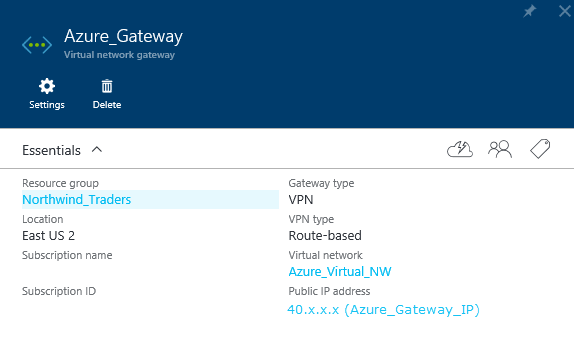 Azure_Gateway
Virtual network gateway
Settings Delete
Essentials
Resource group Gateway type
Northwind_Traders VPN
Location VPN type
East US 2 Route-based
Subscription name Virtual network
Azure_Virtual_NW
Subscription ID Public IP address
40.x.x.x (Azure_Gateway_IP)